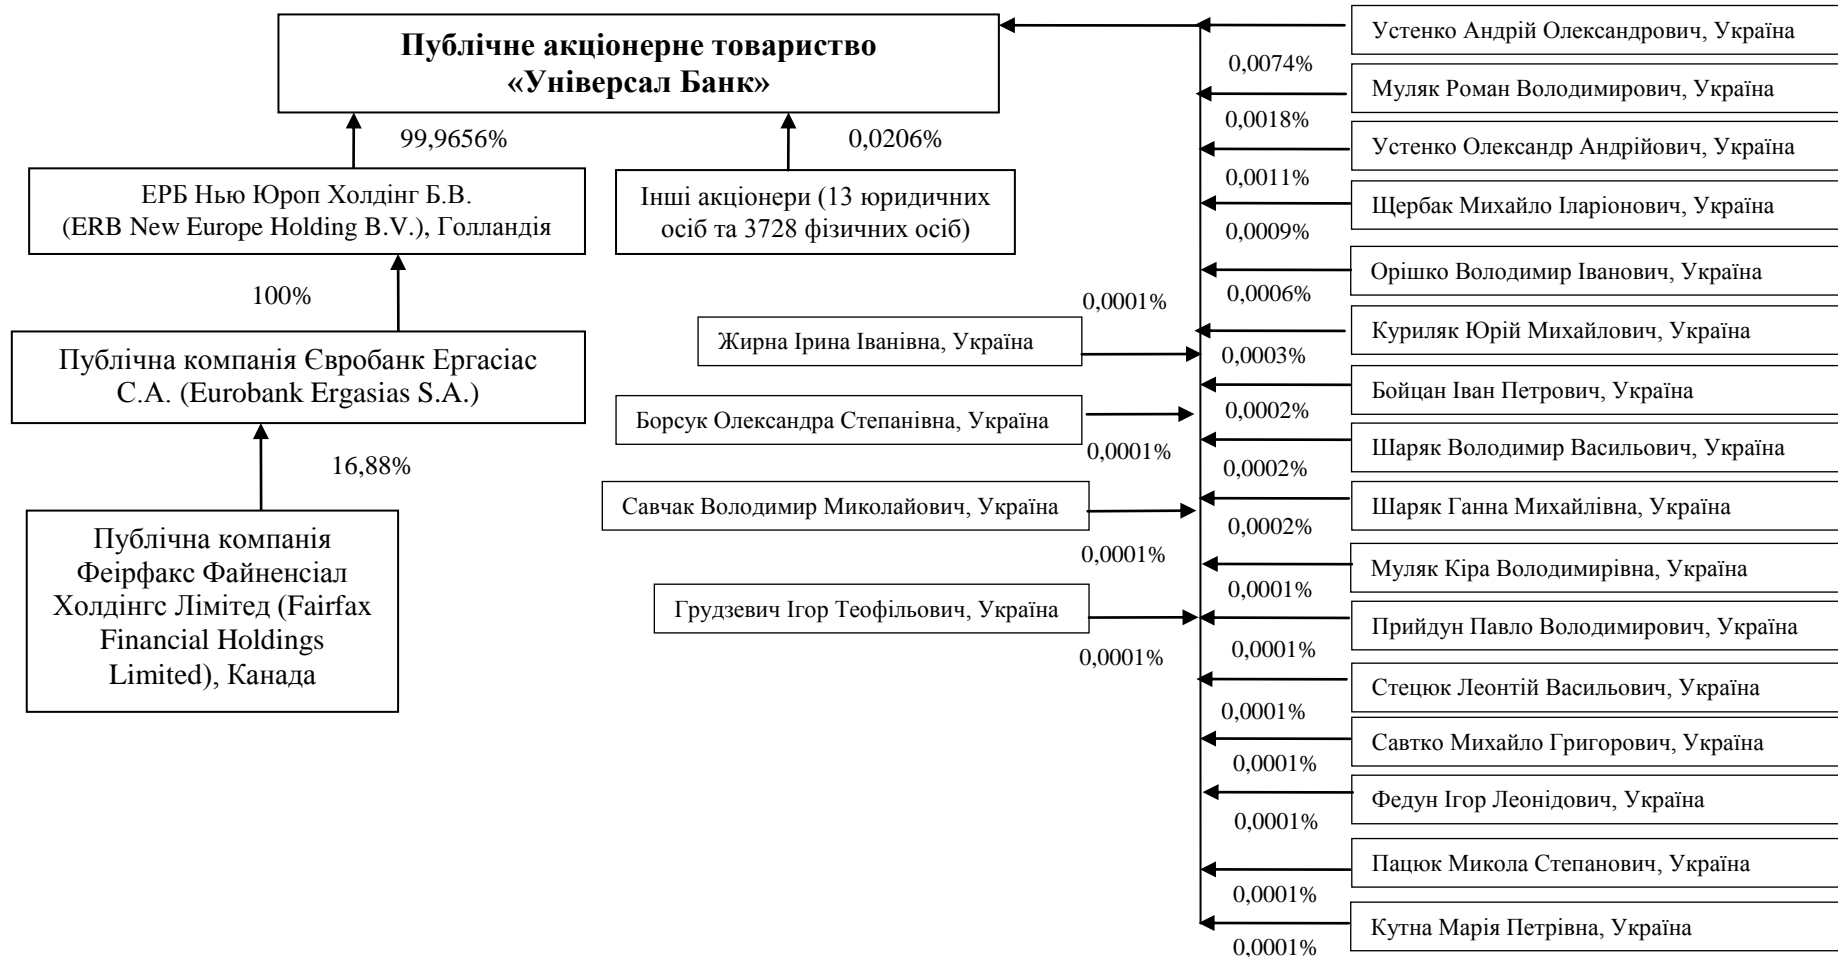 Публічне акціонерне товариство
«Універсал Банк»
99,9656%
0,0206%
ЕРБ Нью Юроп Холдінг Б.В.
(ERB New Europe Holding B.V.), Голландія
Інші акціонери (13 юридичних
осіб та 3728 фізичних осіб)
100%
Публічна компанія Євробанк Ергасіас
С.А. (Eurobank Ergasias S.A.)
16,88%
Публічна компанія
Феірфакс Файненсіал
Холдінгс Лімітед (Fairfax
Financial Holdings
Limited), Канада
0,0001%
Жирна Ірина Іванівна, Україна
Борсук Олександра Степанівна, Україна
0,0001%
Савчак Володимир Миколайович, Україна
0,0001%
Грудзевич Ігор Теофільович, Україна
0,0001%
Устенко Андрій Олександрович, Україна
0,0074%
Муляк Роман Володимирович, Україна
0,0018%
Устенко Олександр Андрійович, Україна
0,0011%
Щербак Михайло Іларіонович, Україна
0,0009%
Орішко Володимир Іванович, Україна
0,0006%
Куриляк Юрій Михайлович, Україна
0,0003%
Бойцан Іван Петрович, Україна
0,0002%
Шаряк Володимир Васильович, Україна
0,0002%
Шаряк Ганна Михайлівна, Україна
0,0002%
Муляк Кіра Володимирівна, Україна
0,0001%
Прийдун Павло Володимирович, Україна
0,0001%
Стецюк Леонтій Васильович, Україна
0,0001%
Савтко Михайло Григорович, Україна
0,0001%
Федун Ігор Леонідович, Україна
0,0001%
Пацюк Микола Степанович, Україна
0,0001%
Кутна Марія Петрівна, Україна
0,0001%